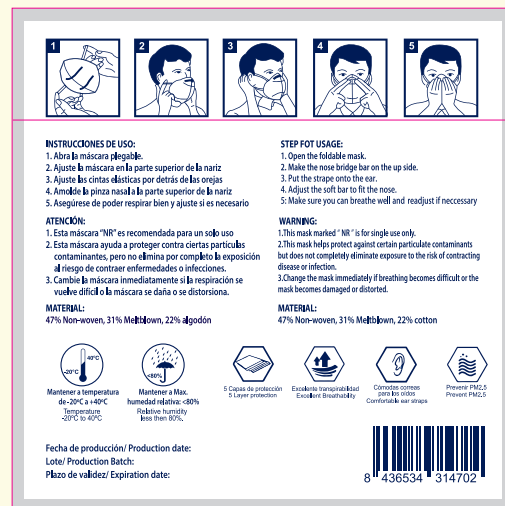 1
2
3
4
5
INSTRUCCIONES DE USO:
1. Abra la máscara plegable.
2. Ajuste la máscara en la parte superior de la nariz
3. Ajuste las cintas elásticas por detrás de las orejas
4. Amolde la pinza nasal a la parte superior de la nariz
5. Asegúrese de poder respirar bien y ajuste si es necesario
ATENCIÓN:
1. Esta máscara "NR" es recomendada para un solo uso
2. Esta máscara ayuda a proteger contra ciertas partículas
contaminantes, pero no elimina por completo la exposición
al riesgo de contraer enfermedades o infecciones.
3. Cambie la máscara inmediatamente si la respiración se
vuelve difícil o la máscara se daña o se distorsiona.
MATERIAL:
47% Non-woven, 31% Meltblown, 22% algodón
STEP FOT USAGE:
1. Open the foldable mask.
2. Make the nose bridge bar on the up side.
3. Put the strape onto the ear.
4. Adjust the soft bar to fit the nose.
5: Make sure you can breathe well and readjust if neccessary
WARNING:
1.This mask marked " NR " is for single use only.
2.This mask helps protect against certain particulate contaminants
but does not completely eliminate exposure to the risk of contracting
disease or infection.
3.Change the mask immediately if breathing becomes difficult or the
mask becomes damaged or distorted.
MATERIAL:
47% Non-woven, 31% Meltblown, 22% cotton
-20°C
40°C
Mantener a temperatura
de -20ºC a +40ºC
Temperature
-20°C to 40°C
<80%
Mantener a Max.
humedad relativa: <80%
Relative humidity
less then 80%.
5 Capas de protección
5 Layer protection
Excelente transpirabilidad
Excellent Breathability
Cómodas correas
para los oídos
Comfortable ear straps
Prevenir PM2.5
Prevent PM2.5
Fecha de producción/ Production date:
Lote/ Production Batch:
Plazo de validez/ Expiration date:
8 436534 314702